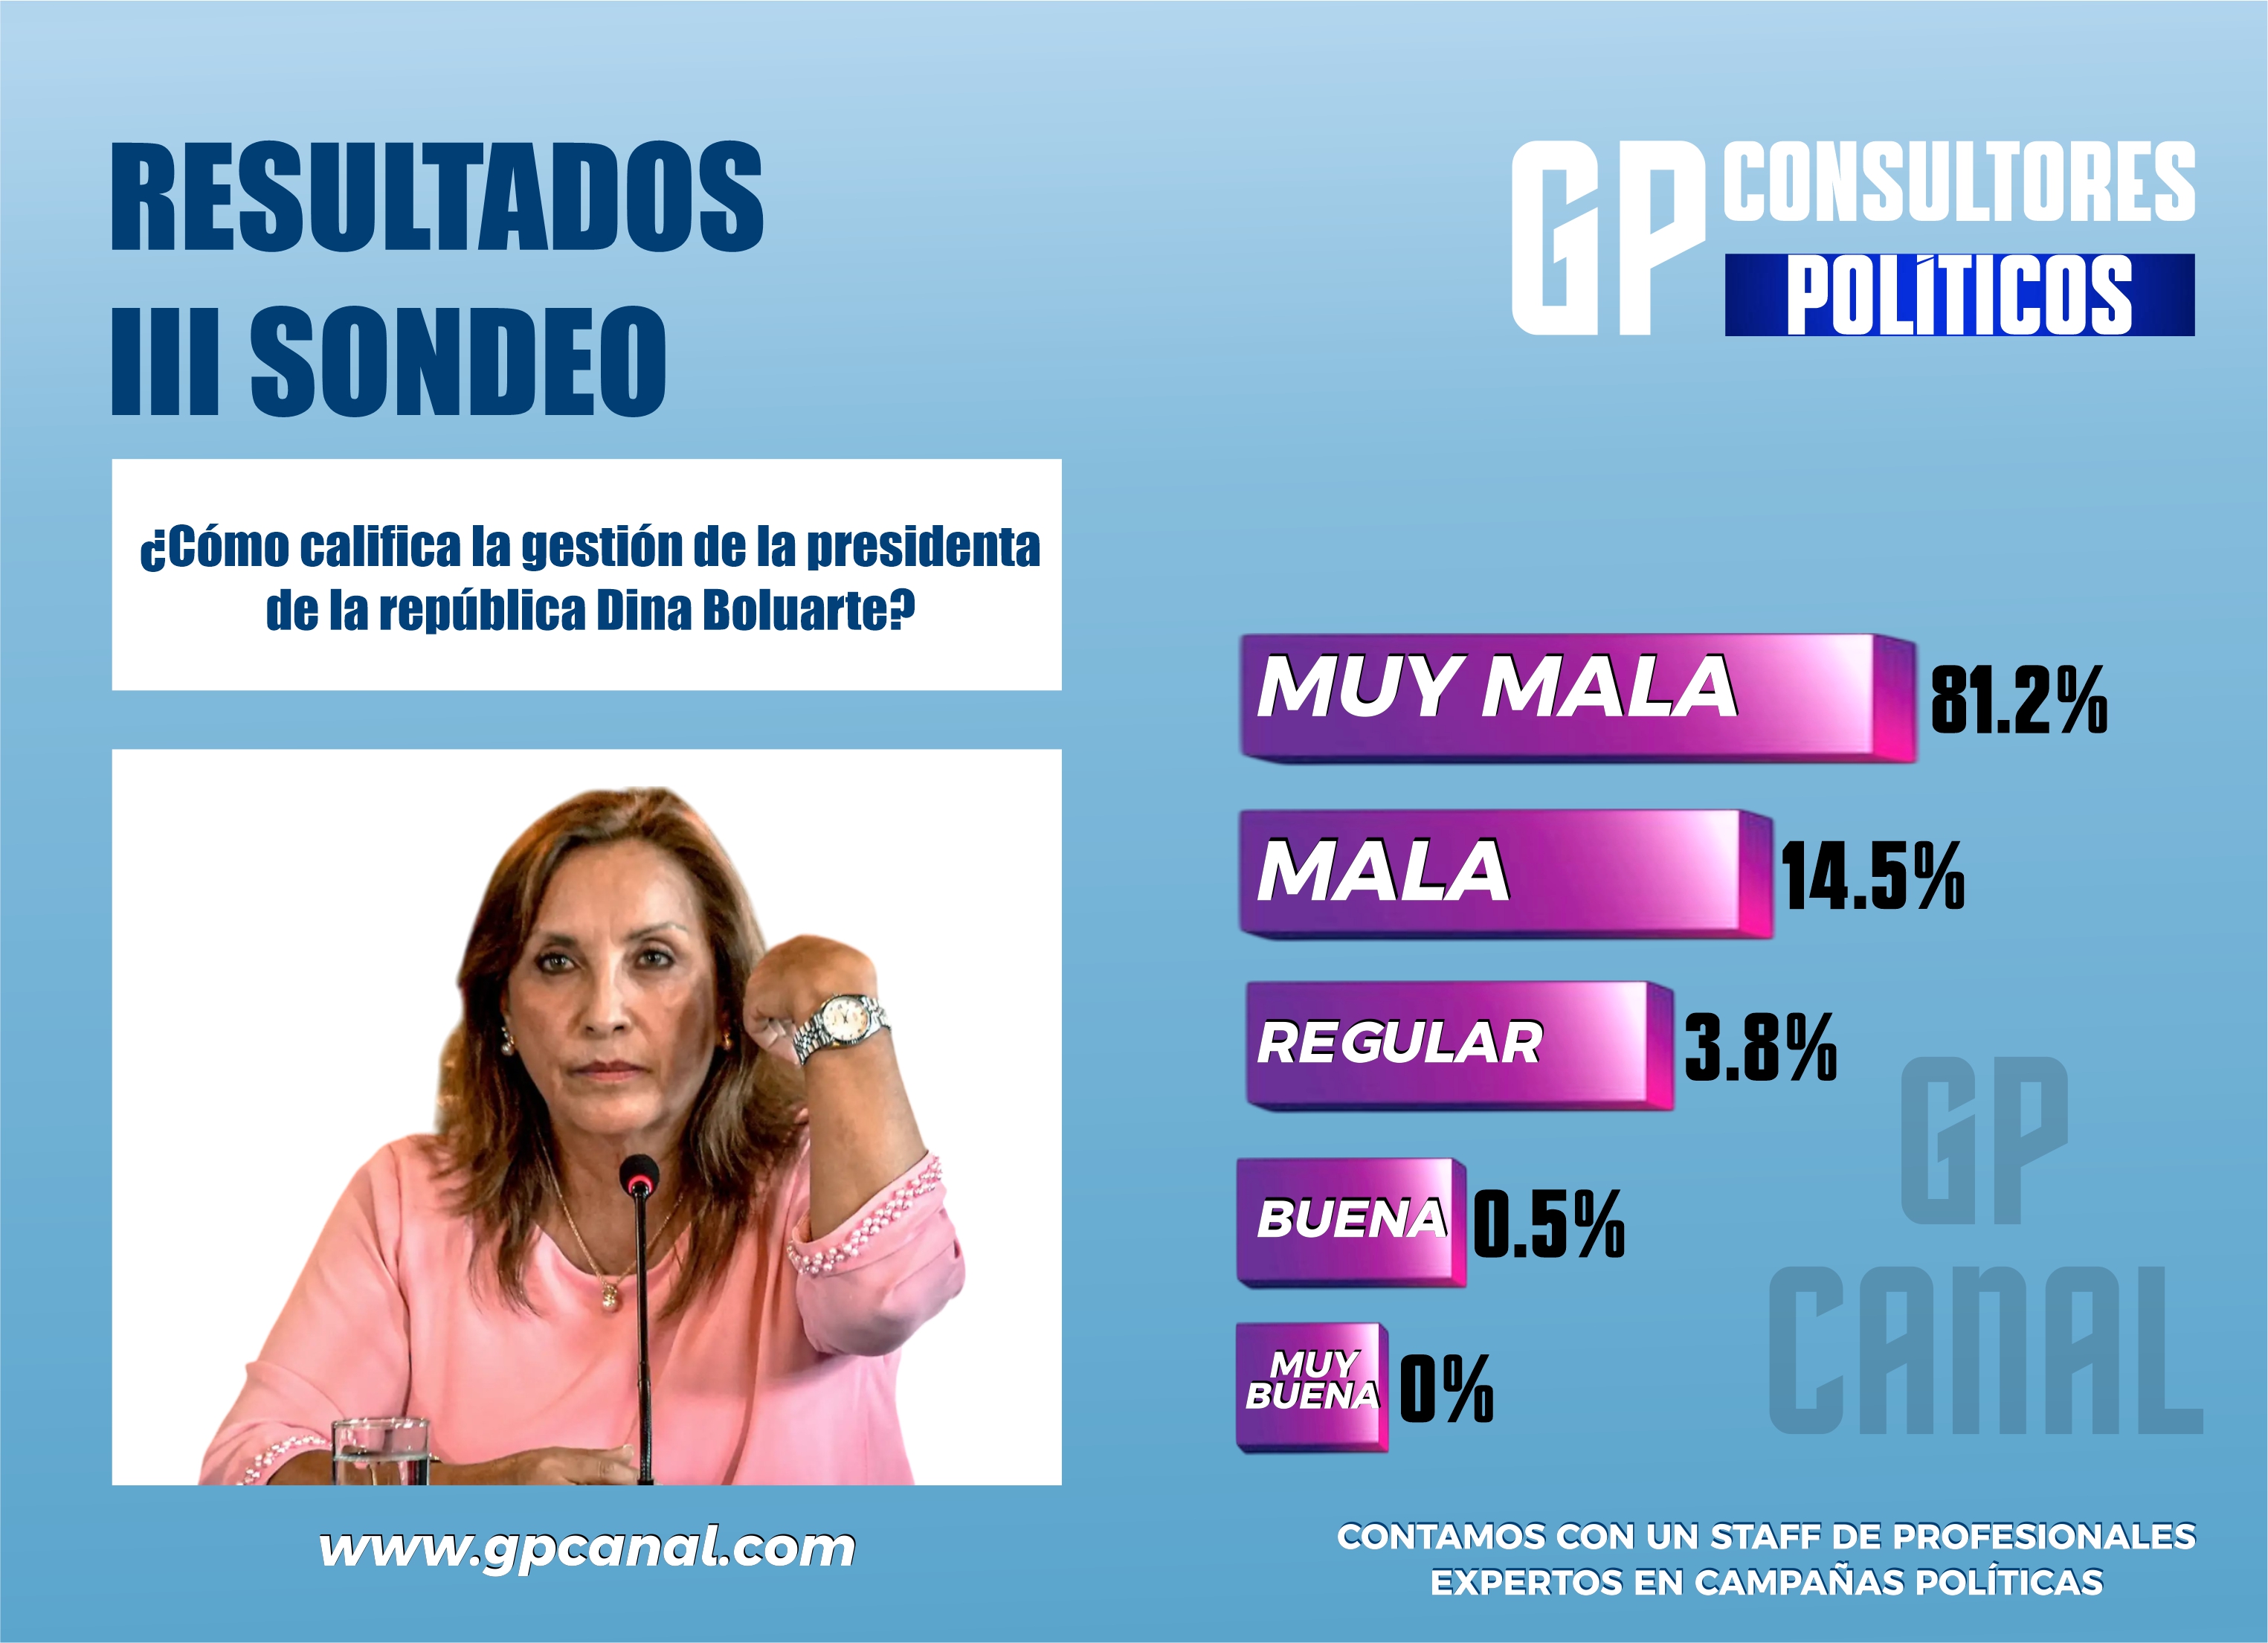 RESULTADOS
III SONDEO
GP CONSULTORES
POLÍTICOS
¿Cómo califica la gestión de la presidenta
de la república Dina Boluarte?
MUY MALA 81.2%
MALA 14.5%
REGULAR 3.8%
BUENA 0.5%
MUY
BUENA 0%
GP
CANAL
www.gpcanal.com
CONTAMOS CON UN STAFF DE PROFESIONALES
EXPERTOS EN CAMPAÑAS POLÍTICAS